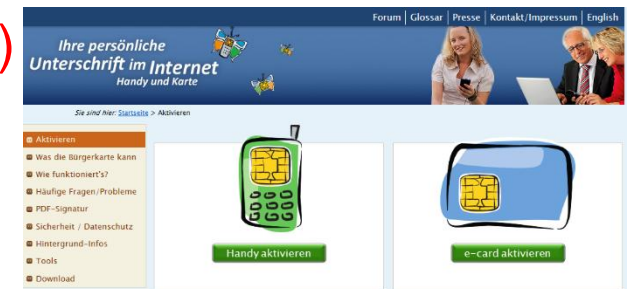 )
Forum | Glossar | Presse | Kontakt/Impressum | English
Ihre persönliche
Unterschrift im Internet
Handy und Karte
Sie sind hier: Startseite > Aktivieren
Aktivieren
Was die Bürgerkarte kann
Wie funktioniert's?
Häufige Fragen/Probleme
PDF-Signatur
Sicherheit / Datenschutz
Hintergrund-Infos
Tools
Download
Handy aktivieren
e-card aktivieren